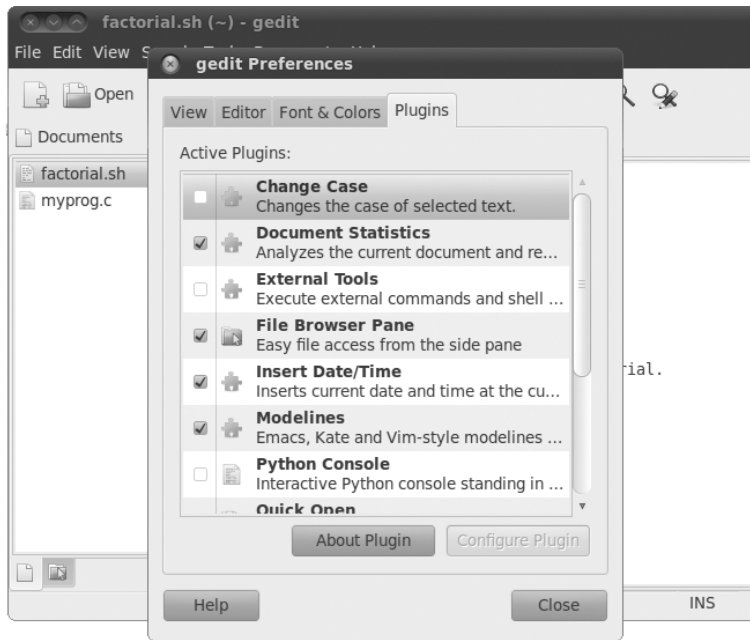 factorial.sh (~) - gedit
File Edit View
gedit Preferences
Open
View Editor Font & Colors Plugins
Documents
Active Plugins:
factorial.sh
myprog.c
Change Case
Changes the case of selected text.
Document Statistics
Analyzes the current document and re...
External Tools
Execute external commands and shell ...
File Browser Pane
Easy file access from the side pane
Insert Date/Time
Inserts current date and time at the cu...
rial.
Modelines
Emacs, Kate and Vim-style modelines ...
Python Console
Interactive Python console standing in ...
Quick Open
About Plugin Configure Plugin
Help Close
INS